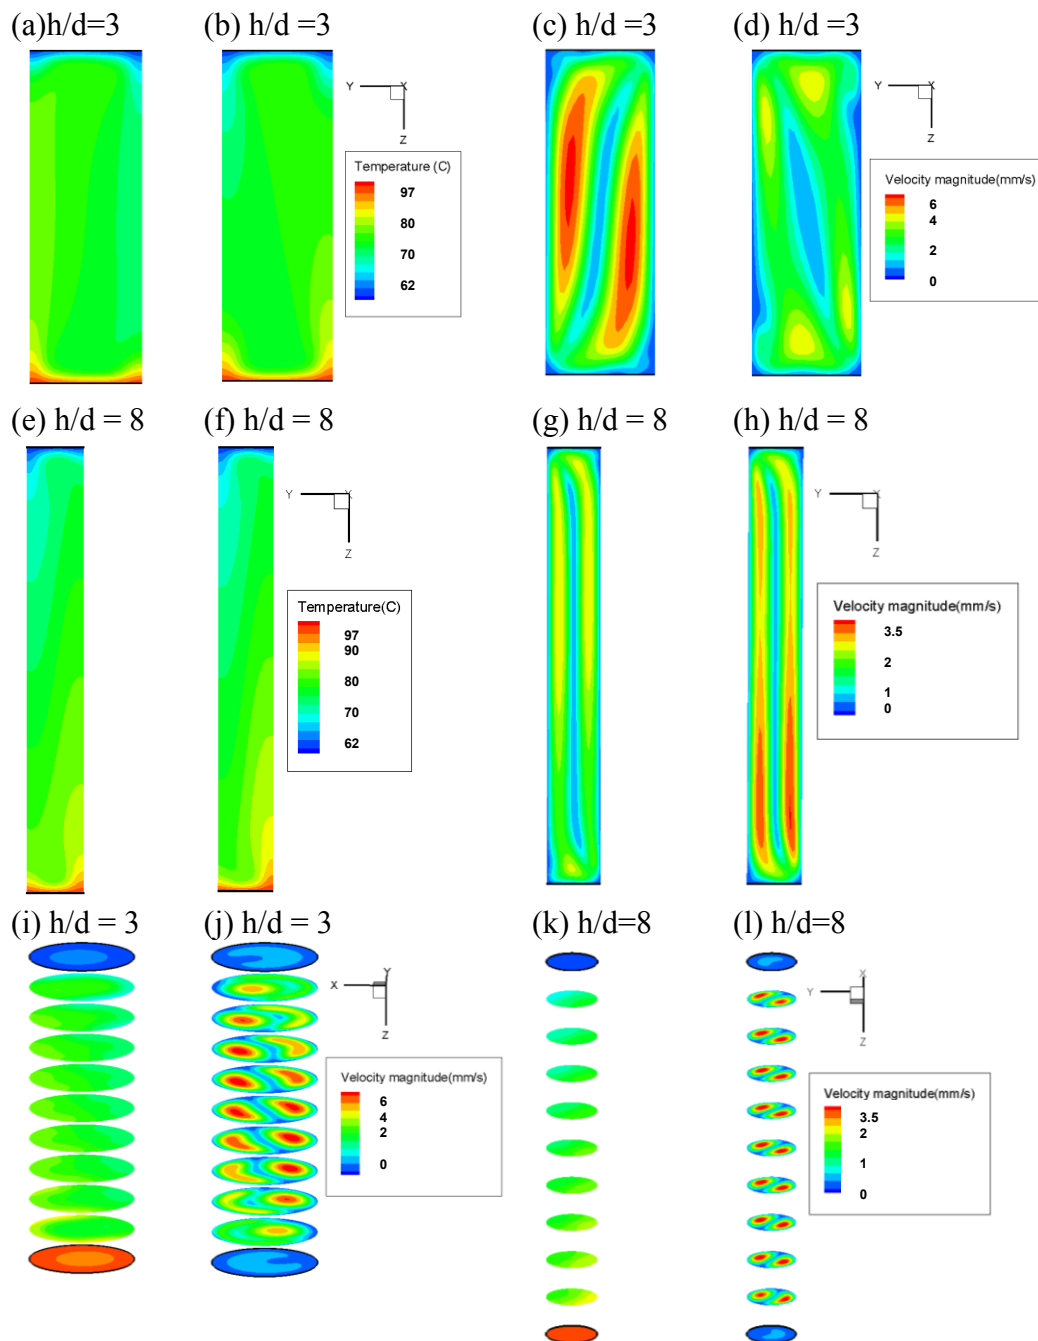 (a)h/d=3
(b) h/d =3
(c) h/d =3
(d) h/d =3
Y X
Z
Temperature (C)
97
80
70
62
Y X
Z
Velocity magnitude(mm/s)
6
4
2
0
(e) h/d = 8
(f) h/d = 8
(g) h/d = 8
(h) h/d = 8
Y X
Z
Temperature(C)
97
90
80
70
62
Y X
Z
Velocity magnitude(mm/s)
3.5
2
1
0
(i) h/d = 3
(j) h/d = 3
(k) h/d=8
(l) h/d=8
Y
X
Z
Velocity magnitude(mm/s)
6
4
2
0
X
Y
Z
Velocity magnitude(mm/s)
3.5
2
1
0